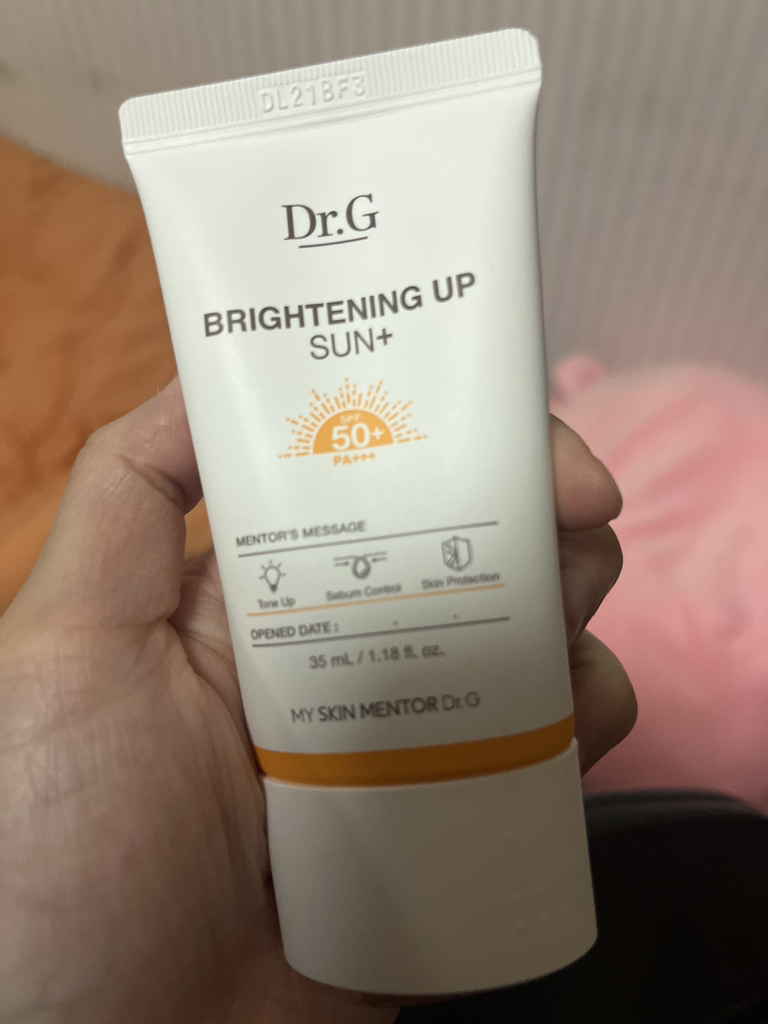 DL21BF3
Dr.G
BRIGHTENING UP
SUN+
SPF
50+
PA+++
MENTOR'S MESSAGE
Tone Up Sebum Control Skin Protection
OPENED DATE : . .
35 mL / 1.18 fl. oz.
MY SKIN MENTOR Dr.G